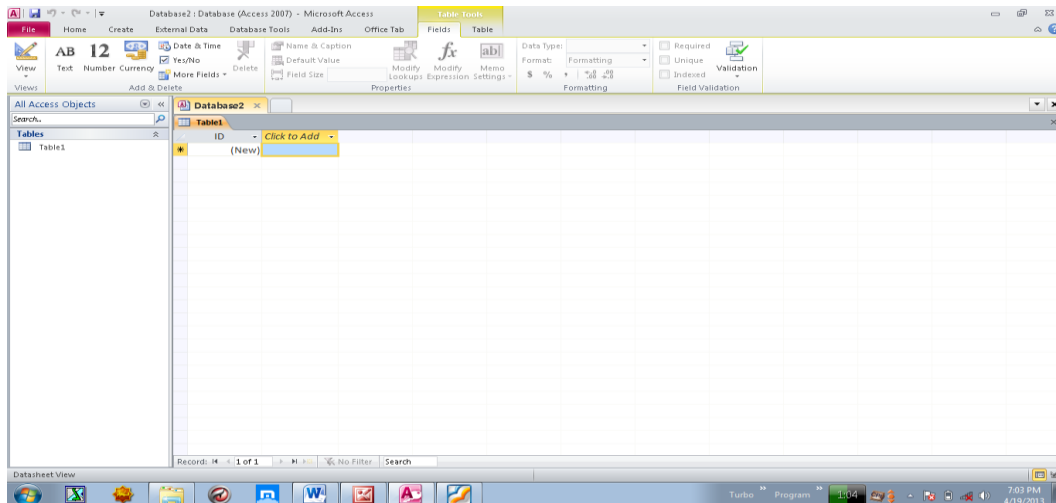 Database2 : Database (Access 2007) - Microsoft Access
Table Tools
File Home Create External Data Database Tools Add-Ins Office Tab Fields Table
View
AB Text
12 Number
Currency
Date & Time
Yes/No
More Fields
Delete
Name & Caption
Default Value
Field Size
Modify Lookups
fx Modify Expression
ab Memo Settings
Data Type:
Format: Formatting
$ %
Required
Unique
Indexed
Validation
Views Add & Delete Properties Formatting Field Validation
All Access Objects
Search..
Tables
Table1
Database2
Table1
ID Click to Add
(New)
Record: 1 of 1 No Filter Search
Datasheet View
Turbo Program 1:04 7:03 PM
4/19/2013